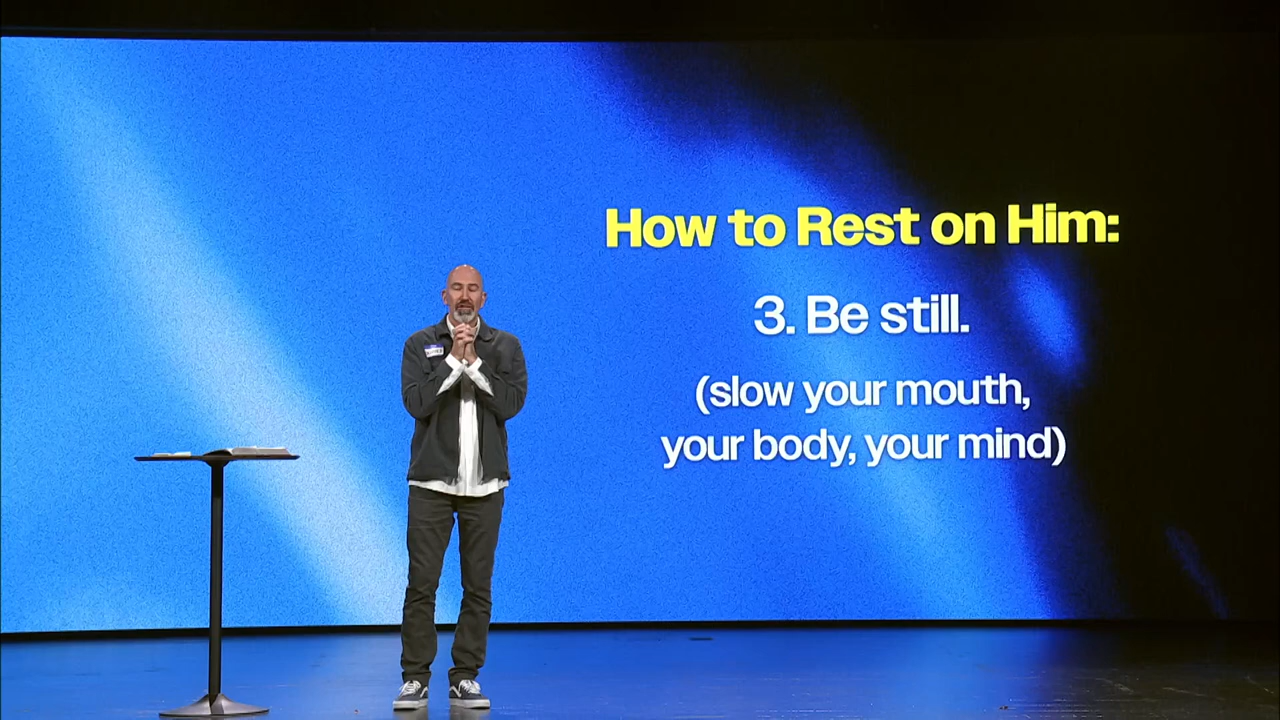 How to Rest on Him:
3. Be still.
(slow your mouth,
your body, your mind)